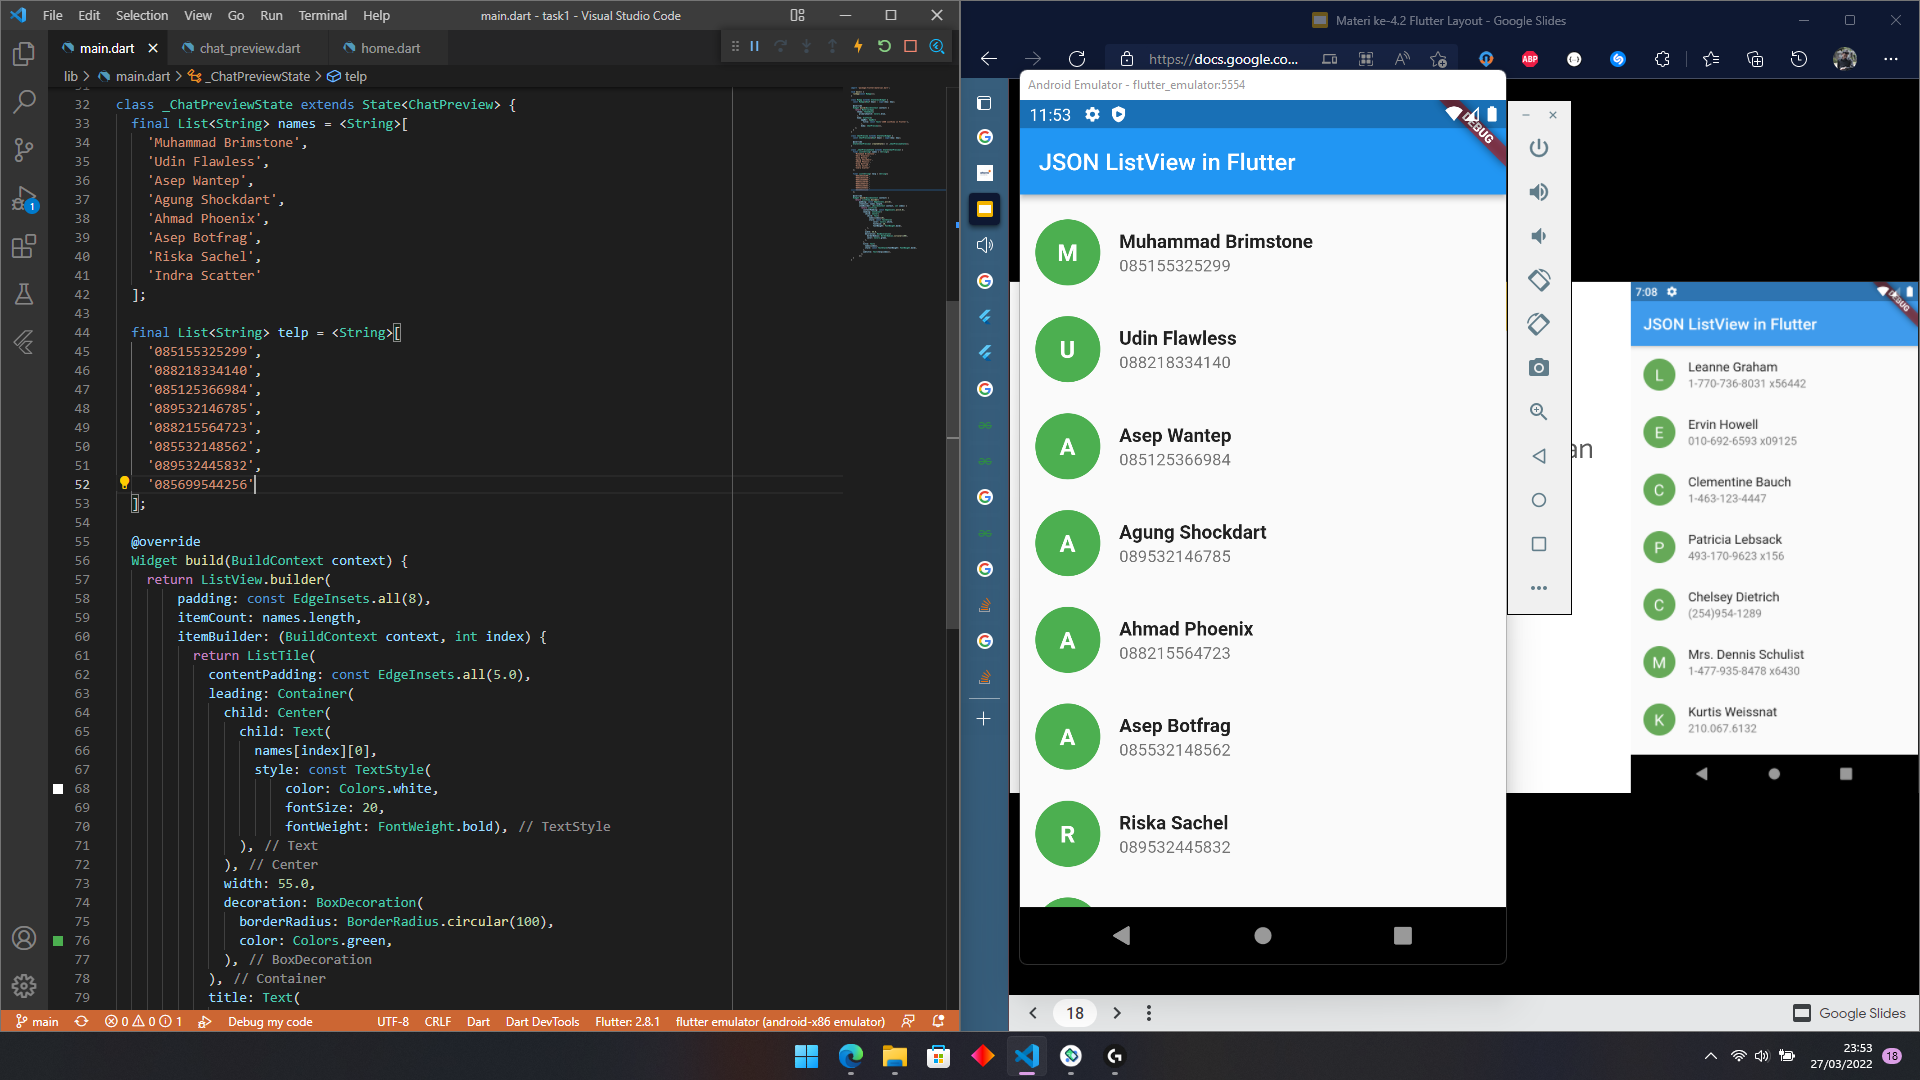 File Edit Selection View Go Run Terminal Help
main.dart - task1 - Visual Studio Code
main.dart
chat_preview.dart
home.dart
lib > main.dart > _ChatPreviewState > telp
32 class _ChatPreviewState extends State<ChatPreview> {
33 final List<String> names = <String>[
34 'Muhammad Brimstone',
35 'Udin Flawless',
36 'Asep Wantep',
37 'Agung Shockdart',
38 'Ahmad Phoenix',
39 'Asep Botfrag',
40 'Riska Sachel',
41 'Indra Scatter'
42 ];
43
44 final List<String> telp = <String>[
45 '085155325299',
46 '088218334140',
47 '085125366984',
48 '089532146785',
49 '088215564723',
50 '085532148562',
51 '089532445832',
52 '085699544256'
53 ];
54
55 @override
56 Widget build(BuildContext context) {
57 return ListView.builder(
58 padding: const EdgeInsets.all(8),
59 itemCount: names.length,
60 itemBuilder: (BuildContext context, int index) {
61 return ListTile(
62 contentPadding: const EdgeInsets.all(5.0),
63 leading: Container(
64 child: Center(
65 child: Text(
66 names[index][0],
67 style: const TextStyle(
68 color: Colors.white,
69 fontSize: 20,
70 fontWeight: FontWeight.bold), // TextStyle
71 ), // Text
72 ), // Center
73 width: 55.0,
74 decoration: BoxDecoration(
75 borderRadius: BorderRadius.circular(100),
76 color: Colors.green,
77 ), // BoxDecoration
78 ), // Container
79 title: Text(
1
main 0 0 1 Debug my code UTF-8 CRLF Dart Dart DevTools Flutter: 2.8.1 flutter emulator (android-x86 emulator)
Materi ke-4.2 Flutter Layout - Google Slides
https://docs.google.co...
ABP
Android Emulator - flutter_emulator:5554
11:53
DEBUG
JSON ListView in Flutter
M Muhammad Brimstone
085155325299
U Udin Flawless
088218334140
A Asep Wantep
085125366984
A Agung Shockdart
089532146785
A Ahmad Phoenix
088215564723
A Asep Botfrag
085532148562
R Riska Sachel
089532445832
an
7:08
DEBUG
JSON ListView in Flutter
L Leanne Graham
1-770-736-8031 x56442
E Ervin Howell
010-692-6593 x09125
C Clementine Bauch
1-463-123-4447
P Patricia Lebsack
493-170-9623 x156
C Chelsey Dietrich
(254)954-1289
M Mrs. Dennis Schulist
1-477-935-8478 x6430
K Kurtis Weissnat
210.067.6132
18
Google Slides
23:53
27/03/2022
18